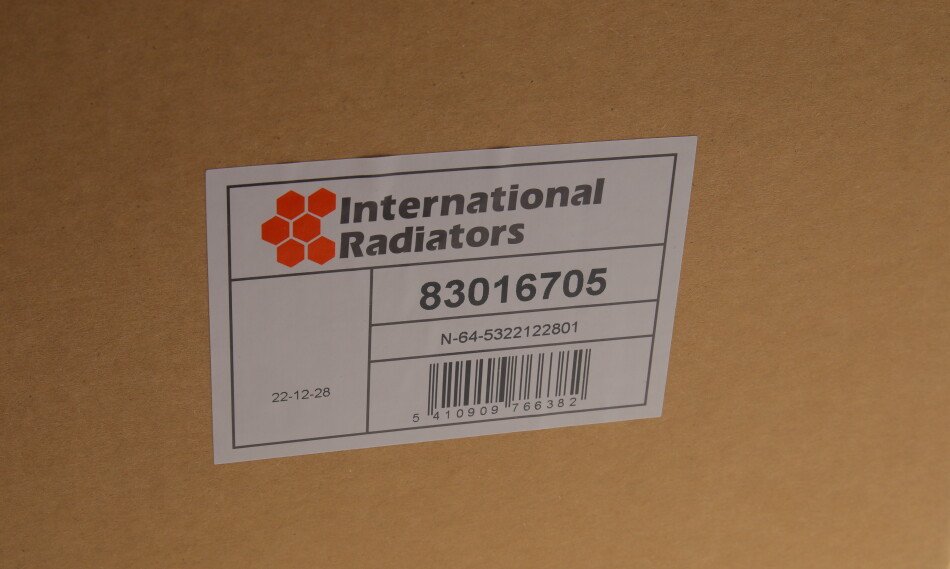 International
Radiators
83016705
N-64-5322122801
22-12-28
5 410909 766382